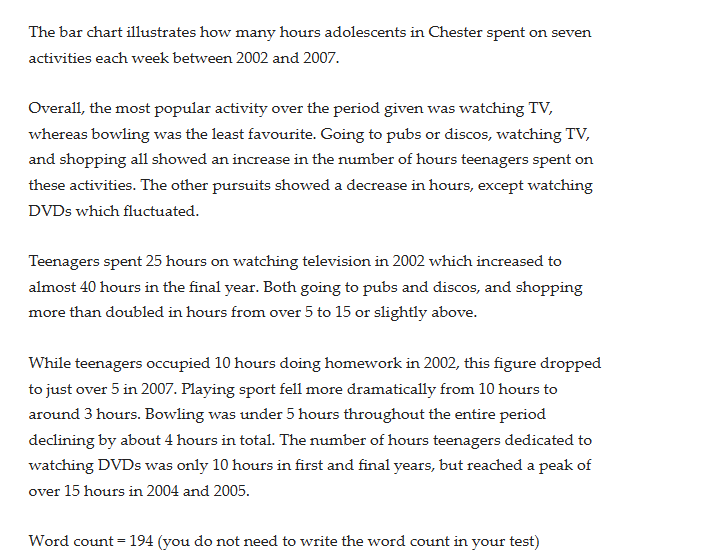 The bar chart illustrates how many hours adolescents in Chester spent on seven
activities each week between 2002 and 2007.
Overall, the most popular activity over the period given was watching TV,
whereas bowling was the least favourite. Going to pubs or discos, watching TV,
and shopping all showed an increase in the number of hours teenagers spent on
these activities. The other pursuits showed a decrease in hours, except watching
DVDs which fluctuated.
Teenagers spent 25 hours on watching television in 2002 which increased to
almost 40 hours in the final year. Both going to pubs and discos, and shopping
more than doubled in hours from over 5 to 15 or slightly above.
While teenagers occupied 10 hours doing homework in 2002, this figure dropped
to just over 5 in 2007. Playing sport fell more dramatically from 10 hours to
around 3 hours. Bowling was under 5 hours throughout the entire period
declining by about 4 hours in total. The number of hours teenagers dedicated to
watching DVDs was only 10 hours in first and final years, but reached a peak of
over 15 hours in 2004 and 2005.
Word count = 194 (you do not need to write the word count in your test)